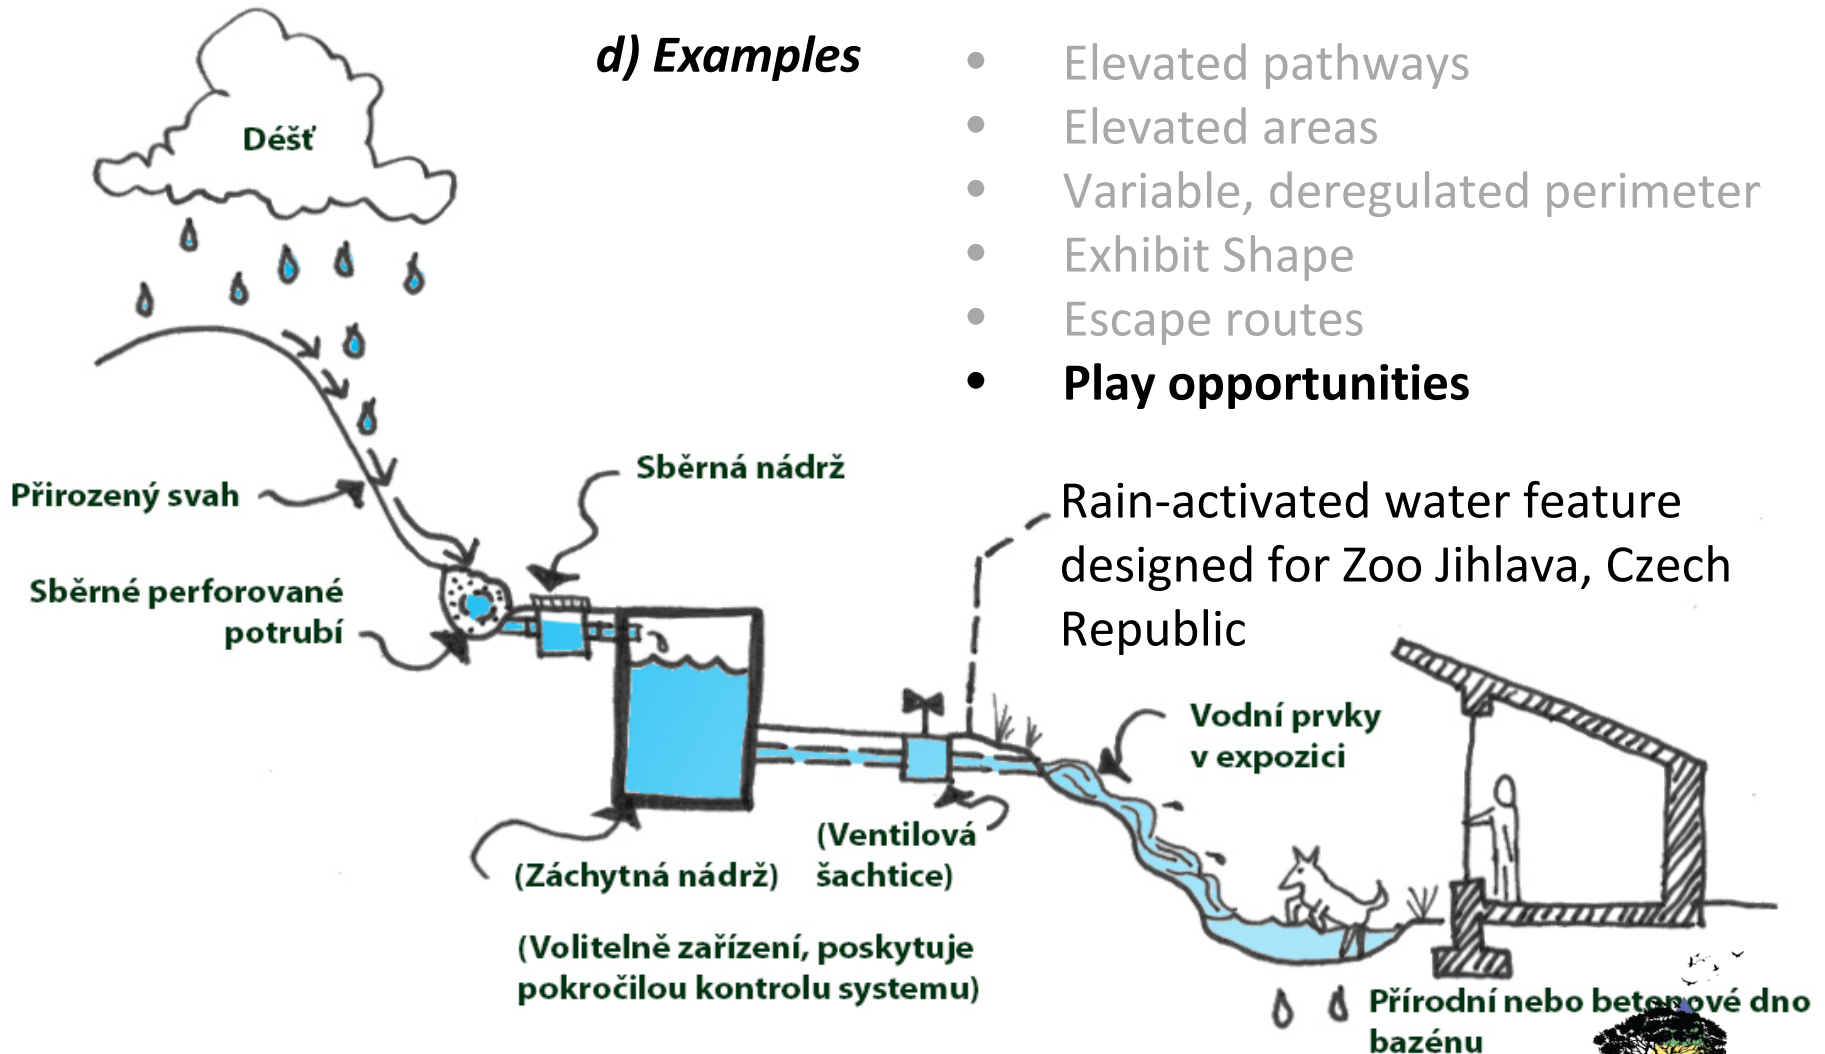 d) Examples
• Elevated pathways
• Elevated areas
• Variable, deregulated perimeter
• Exhibit Shape
• Escape routes
• Play opportunities
Déšť
Sběrná nádrž
Přirozený svah
Rain-activated water feature
designed for Zoo Jihlava, Czech
Republic
Sběrné perforované
potrubí
Vodní prvky
v expozici
(Ventilová
šachtice)
(Záchytná nádrž)
(Volitelně zařízení, poskytuje
pokročilou kontrolu systemu)
Přírodní nebo betonové dno
bazénu